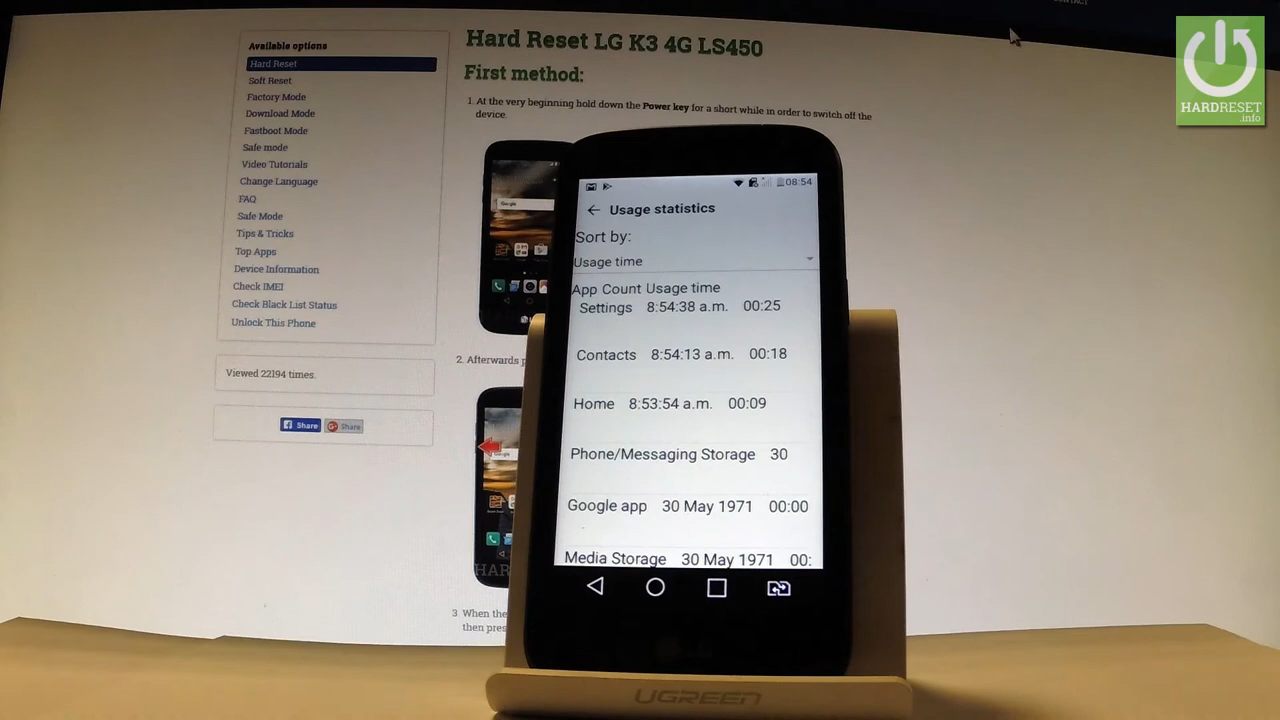 CONTACT
Available options
Hard Reset
Soft Reset
Factory Mode
Download Mode
Fastboot Mode
Safe mode
Video Tutorials
Change Language
FAQ
Safe Mode
Tips & Tricks
Top Apps
Device Information
Check IMEI
Check Black List Status
Unlock This Phone
Viewed 22194 times.
Share
Share
Hard Reset LG K3 4G LS450
First method:
1. At the very beginning hold down the Power key for a short while in order to switch off the
device.
Google
2. Afterwards
Google
HAR
3. When the
then
08:54
Usage statistics
Sort by:
Usage time
App Count Usage time
Settings 8:54:38 a.m. 00:25
Contacts 8:54:13 a.m. 00:18
Home 8:53:54 a.m. 00:09
Phone/Messaging Storage 30
Google app 30 May 1971 00:00
Media Storage 30 May 1971 00:
UGREEN
HARDRESET
.info